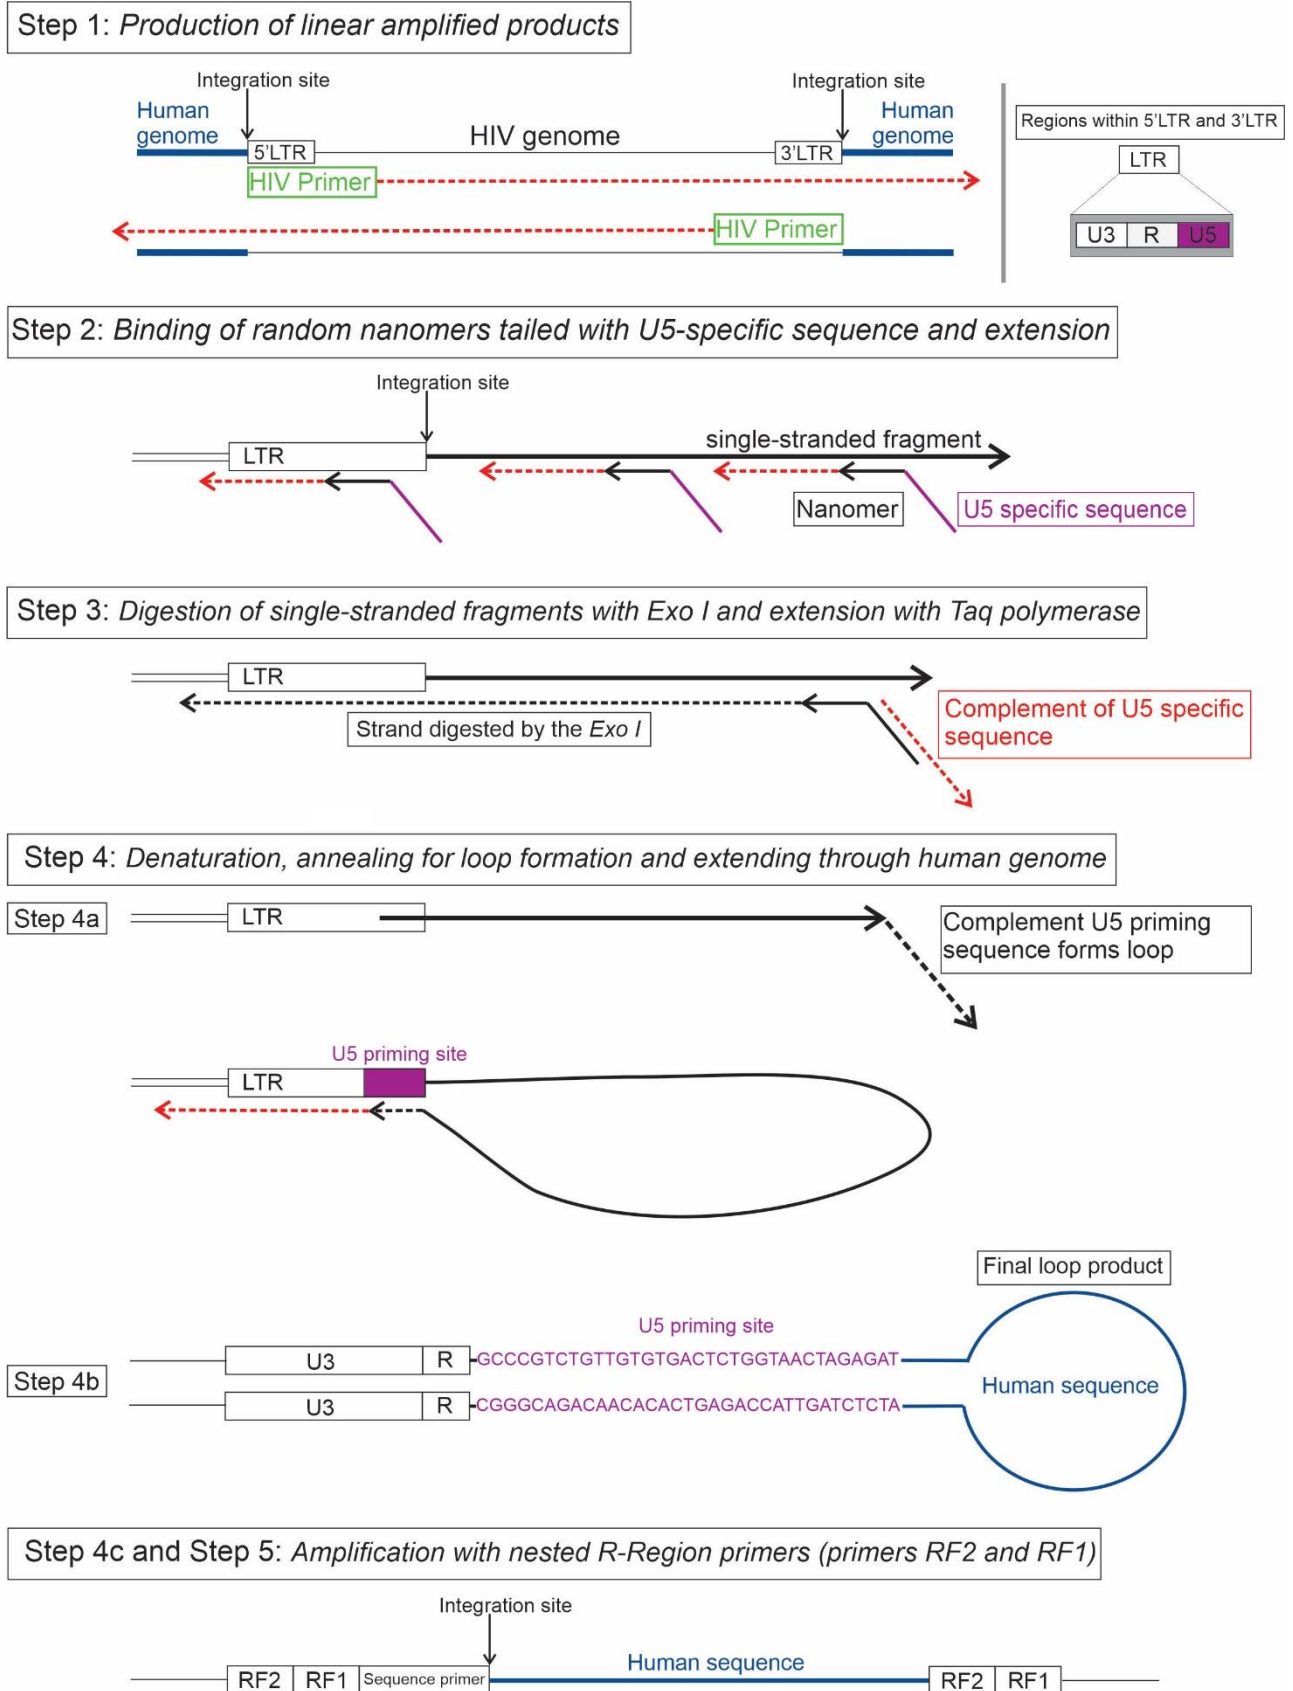 Step 1: Production of linear amplified products
Integration site
Integration site
Human
genome
Human
genome
HIV genome
5'LTR
3'LTR
HIV Primer
HIV Primer
Regions within 5'LTR and 3'LTR
LTR
U3 R U5
Step 2: Binding of random nanomers tailed with U5-specific sequence and extension
Integration site
single-stranded fragment
LTR
Nanomer
U5 specific sequence
Step 3: Digestion of single-stranded fragments with Exo I and extension with Taq polymerase
LTR
Strand digested by the Exo I
Complement of U5 specific
sequence
Step 4: Denaturation, annealing for loop formation and extending through human genome
Step 4a
LTR
Complement U5 priming
sequence forms loop
U5 priming site
LTR
Final loop product
U5 priming site
Step 4b
U3 R GCCCGTCTGTTGTGTGACTCTGGTAACTAGAGAT
Human sequence
U3 R CGGGCAGACAACACACTGAGACCATTGATCTCTA
Step 4c and Step 5: Amplification with nested R-Region primers (primers RF2 and RF1)
Integration site
Human sequence
RF2 RF1 Sequence primer RF2 RF1